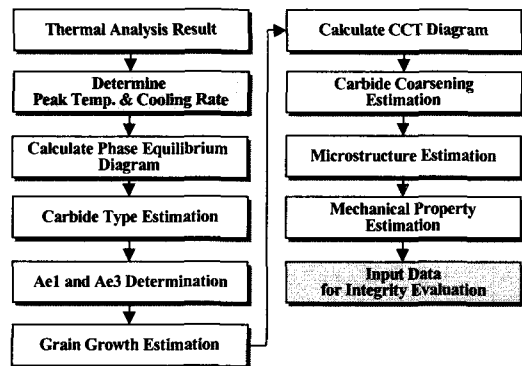 Thermal Analysis Result
Determine
Peak Temp. & Cooling Rate
Calculate Phase Equilibrium
Diagram
Carbide Type Estimation
Ae1 and Ae3 Determination
Grain Growth Estimation
Calculate CCT Diagram
Carbide Coarsening
Estimation
Microstructure Estimation
Mechanical Property
Estimation
Input Data
for Integrity Evaluation